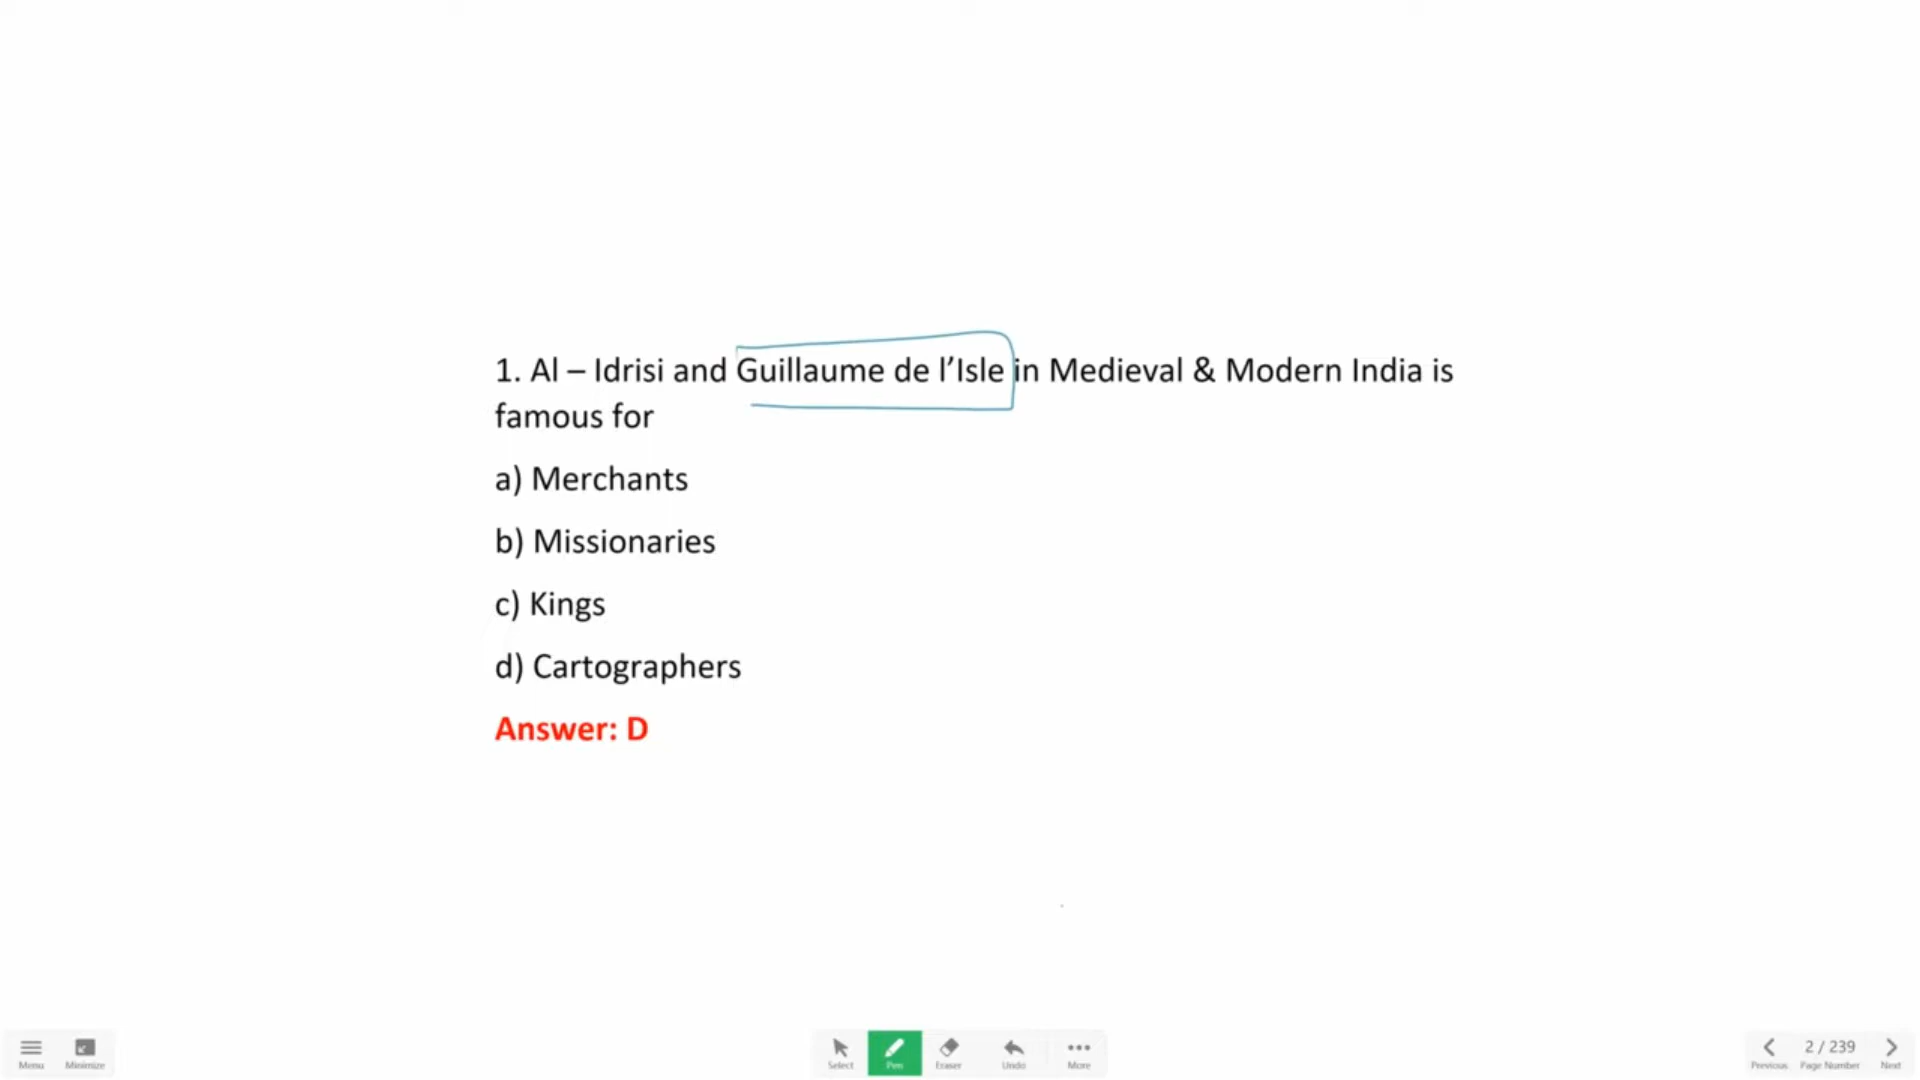 1. Al – Idrisi and Guillaume de l’Isle in Medieval & Modern India is
famous for
a) Merchants
b) Missionaries
c) Kings
d) Cartographers
Answer: D
Menu
Minimize
Select
Pen
Eraser
Undo
More
Previous
2 / 239
Page Number
Next